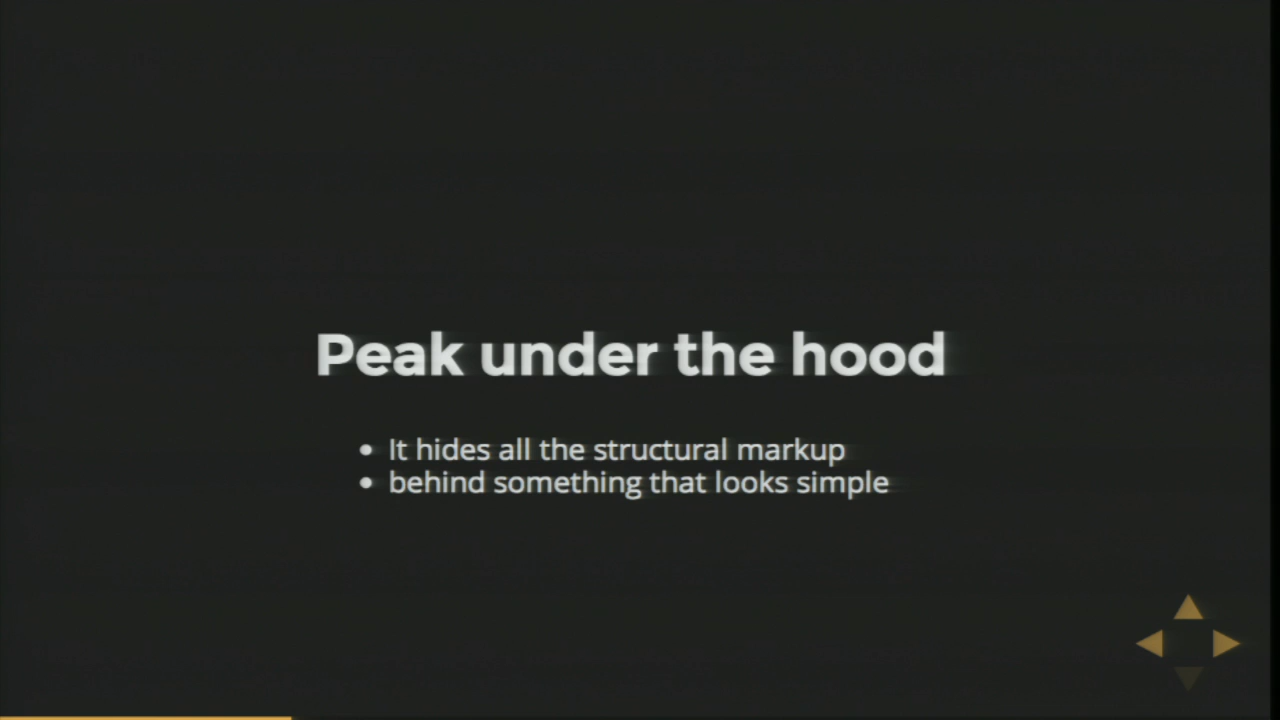 Peak under the hood
It hides all the structural markup
behind something that looks simple